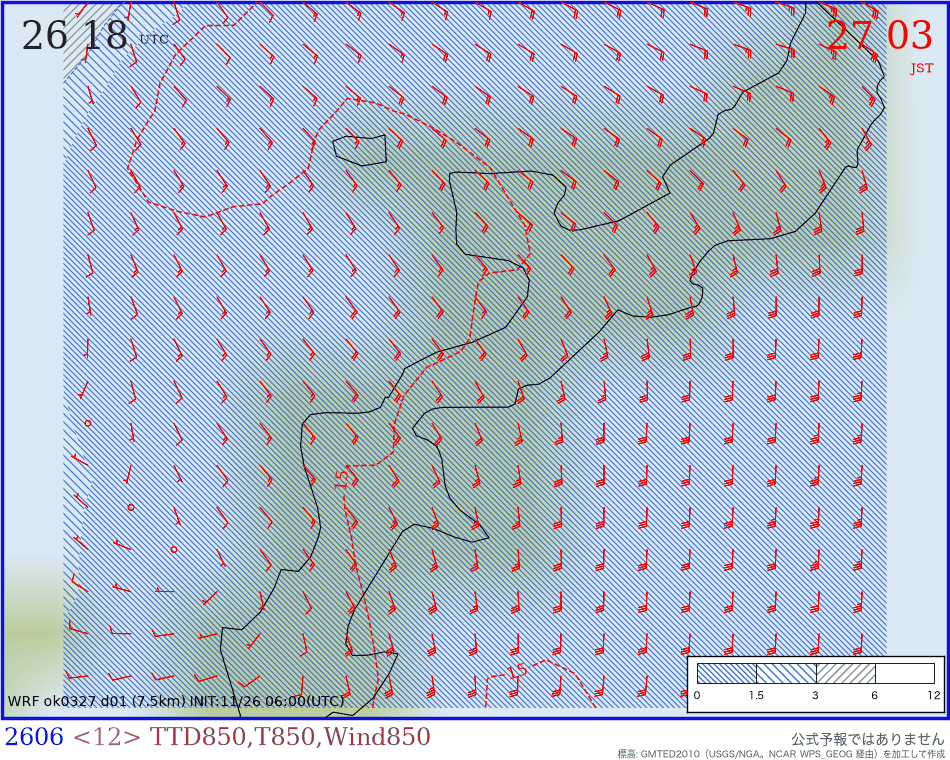 26 18 UTC
27 03
JST
15
15
0 1.5 3 6 12
WRF ok0327 d01 (7.5km) INIT:11/26 06:00(UTC)
2606 <12> TTD850,T850,Wind850
公式予報ではありません
標高: GMTED2010（USGS/NGA。NCAR WPS_GEOG 経由）を加工して作成